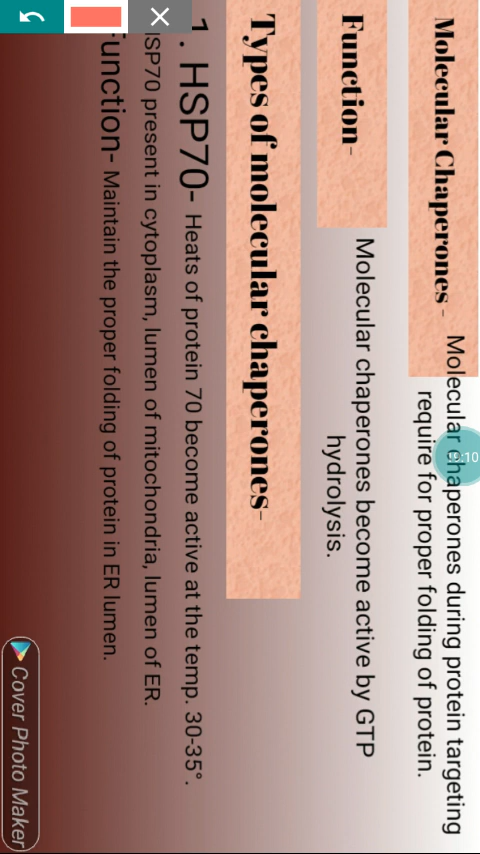 Molecular Chaperones - Molecular chaperones during protein targeting
require for proper folding of protein.
Function- Molecular chaperones become active by GTP
hydrolysis.
Types of molecular chaperones-
1. HSP70- Heats of protein 70 become active at the temp. 30-35°.
HSP70 present in cytoplasm, lumen of mitochondria, lumen of ER.
Function- Maintain the proper folding of protein in ER lumen.
Cover Photo Maker